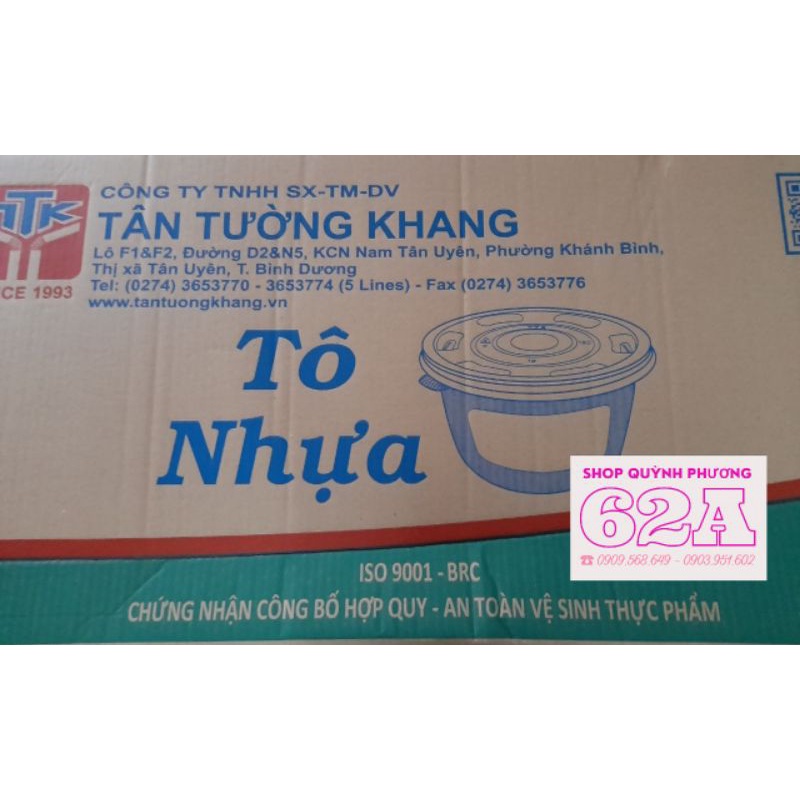 TTK
CE 1993
CÔNG TY TNHH SX-TM-DV
TÂN TƯỜNG KHANG
Lô F1&F2, Đường D2&N5, KCN Nam Tân Uyên, Phường Khánh Bình,
Thị xã Tân Uyên, T. Bình Dương
Tel: (0274) 3653770 - 3653774 (5 Lines) - Fax (0274) 3653776
www.tantuongkhang.vn
Tô
Nhựa
SHOP QUỲNH PHƯƠNG
62A
☎ 0909.568.649 - 0903.951.602
ISO 9001 - BRC
CHỨNG NHẬN CÔNG BỐ HỢP QUY - AN TOÀN VỆ SINH THỰC PHẨM